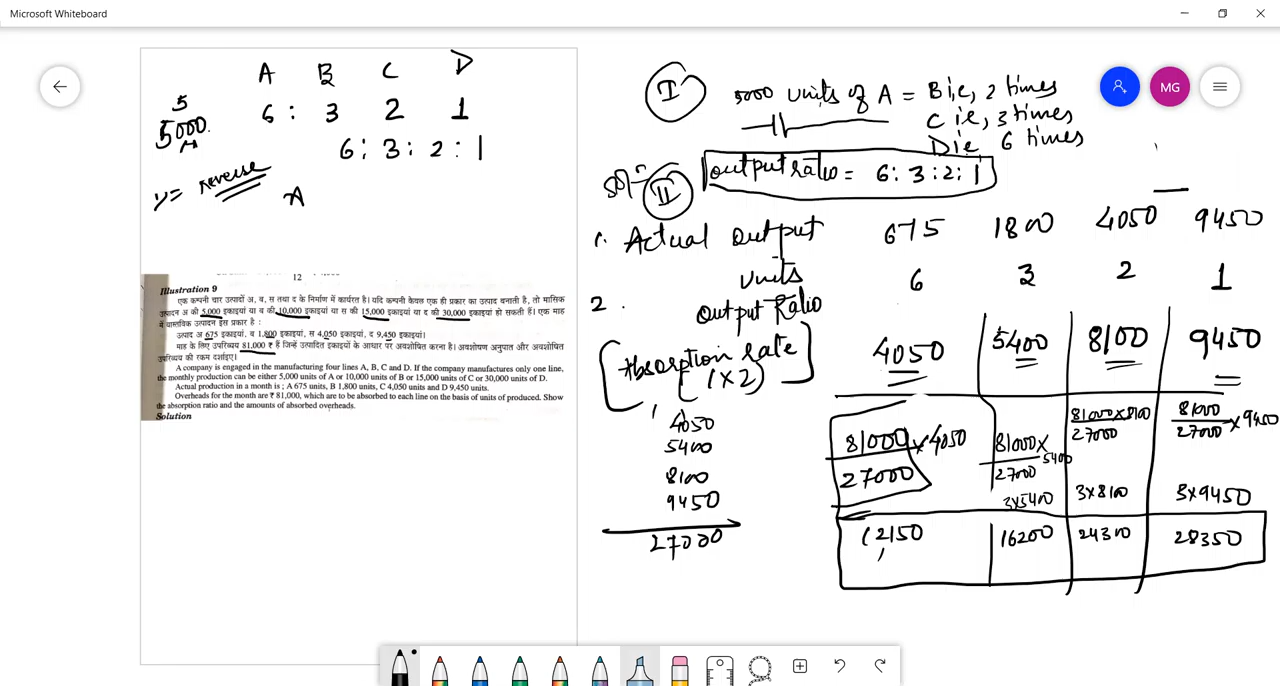 Microsoft Whiteboard
MG
A B C D
6 : 3 2 1
5
5000
A
6 : 3 : 2 : 1
reverse
A
12
Illustration 9
एक कम्पनी चार उत्पादों अ, ब, स तथा द के निर्माण में कार्यरत है। यदि कम्पनी केवल एक ही प्रकार का उत्पाद बनाती है, तो मासिक
उत्पादन अ की 5,000 इकाइयां या ब की 10,000 इकाइयां या स की 15,000 इकाइयां या द की 30,000 इकाइयां हो सकती हैं। एक माह
में वास्तविक उत्पादन इस प्रकार है :
उत्पाद अ 675 इकाइयां, ब 1,800 इकाइयां, स 4,050 इकाइयां, द 9,450 इकाइयां।
माह के लिए उपरिव्यय 81,000 ₹ हैं जिन्हें उत्पादित इकाइयों के आधार पर अवशोषित करना है। अवशोषण अनुपात और अवशोषित
उपरिव्यय की रकम दर्शाइए।
A company is engaged in the manufacturing four lines A, B, C and D. If the company manufactures only one line,
the monthly production can be either 5,000 units of A or 10,000 units of B or 15,000 units of C or 30,000 units of D.
Actual production in a month is ; A 675 units, B 1,800 units, C 4,050 units and D 9,450 units.
Overheads for the month are ₹ 81,000, which are to be absorbed to each line on the basis of units of produced. Show
the absorption ratio and the amounts of absorbed overheads.
Solution
I
5000 units of A = B ie, 2 times
C ie, 3 times
D ie, 6 times
Solⁿ II output ratio = 6 : 3 : 2 : 1
1. Actual output 675 1800 4050 9450
units
2. output Ratio 6 3 2 1
Absorption rate 4050 5400 8100 9450
(1×2)
4050
5400
8100
9450
27000
81000/27000 × 4050 81000/27000 × 5400 81000×8100/27000 81000/27000 × 9450
3×5400 3×8100 3×9450
12150 16200 24300 28350